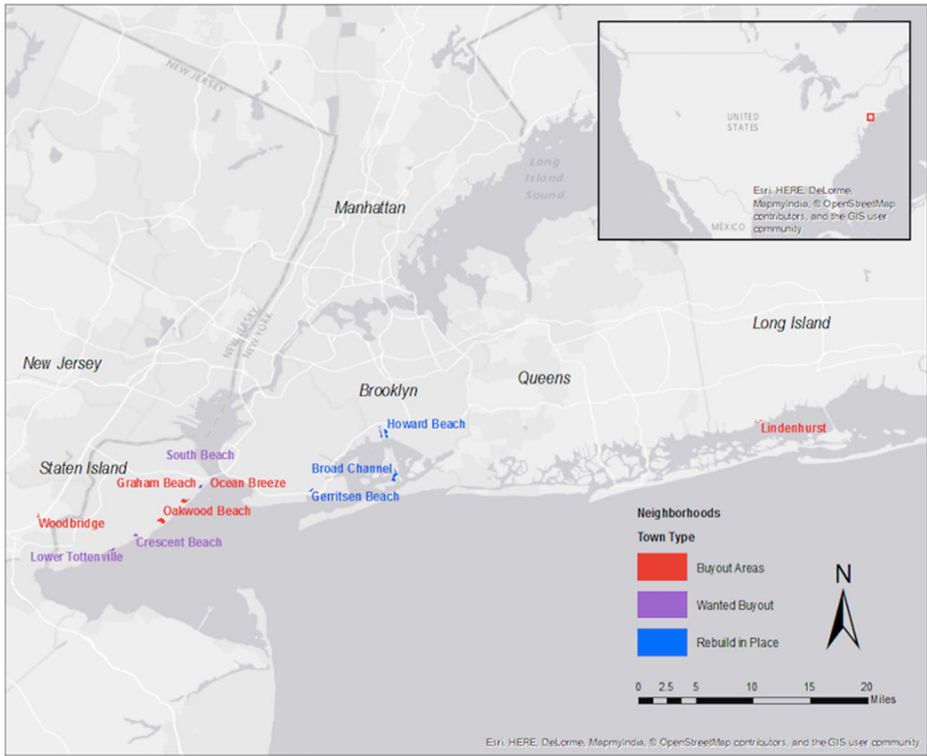 NEW JERSEY
UNITED
STATES
Long
Island
Sound
Esri, HERE, DeLorme,
MapmyIndia, © OpenStreetMap
contributors, and the GIS user
community
MÉXICO
Manhattan
NEW JERSEY
NEW YORK
Long Island
New Jersey
Queens
Brooklyn
Howard Beach
Lindenhurst
South Beach
Staten Island
Broad Channel
Graham Beach
Ocean Breeze
Gerritsen Beach
Oakwood Beach
Woodbridge
Crescent Beach
Lower Tottenville
Neighborhoods
Town Type
Buyout Areas
Wanted Buyout
Rebuild in Place
N
0 2.5 5 10 15 20
Miles
Esri, HERE, DeLorme, MapmyIndia, © OpenStreetMap contributors, and the GIS user community